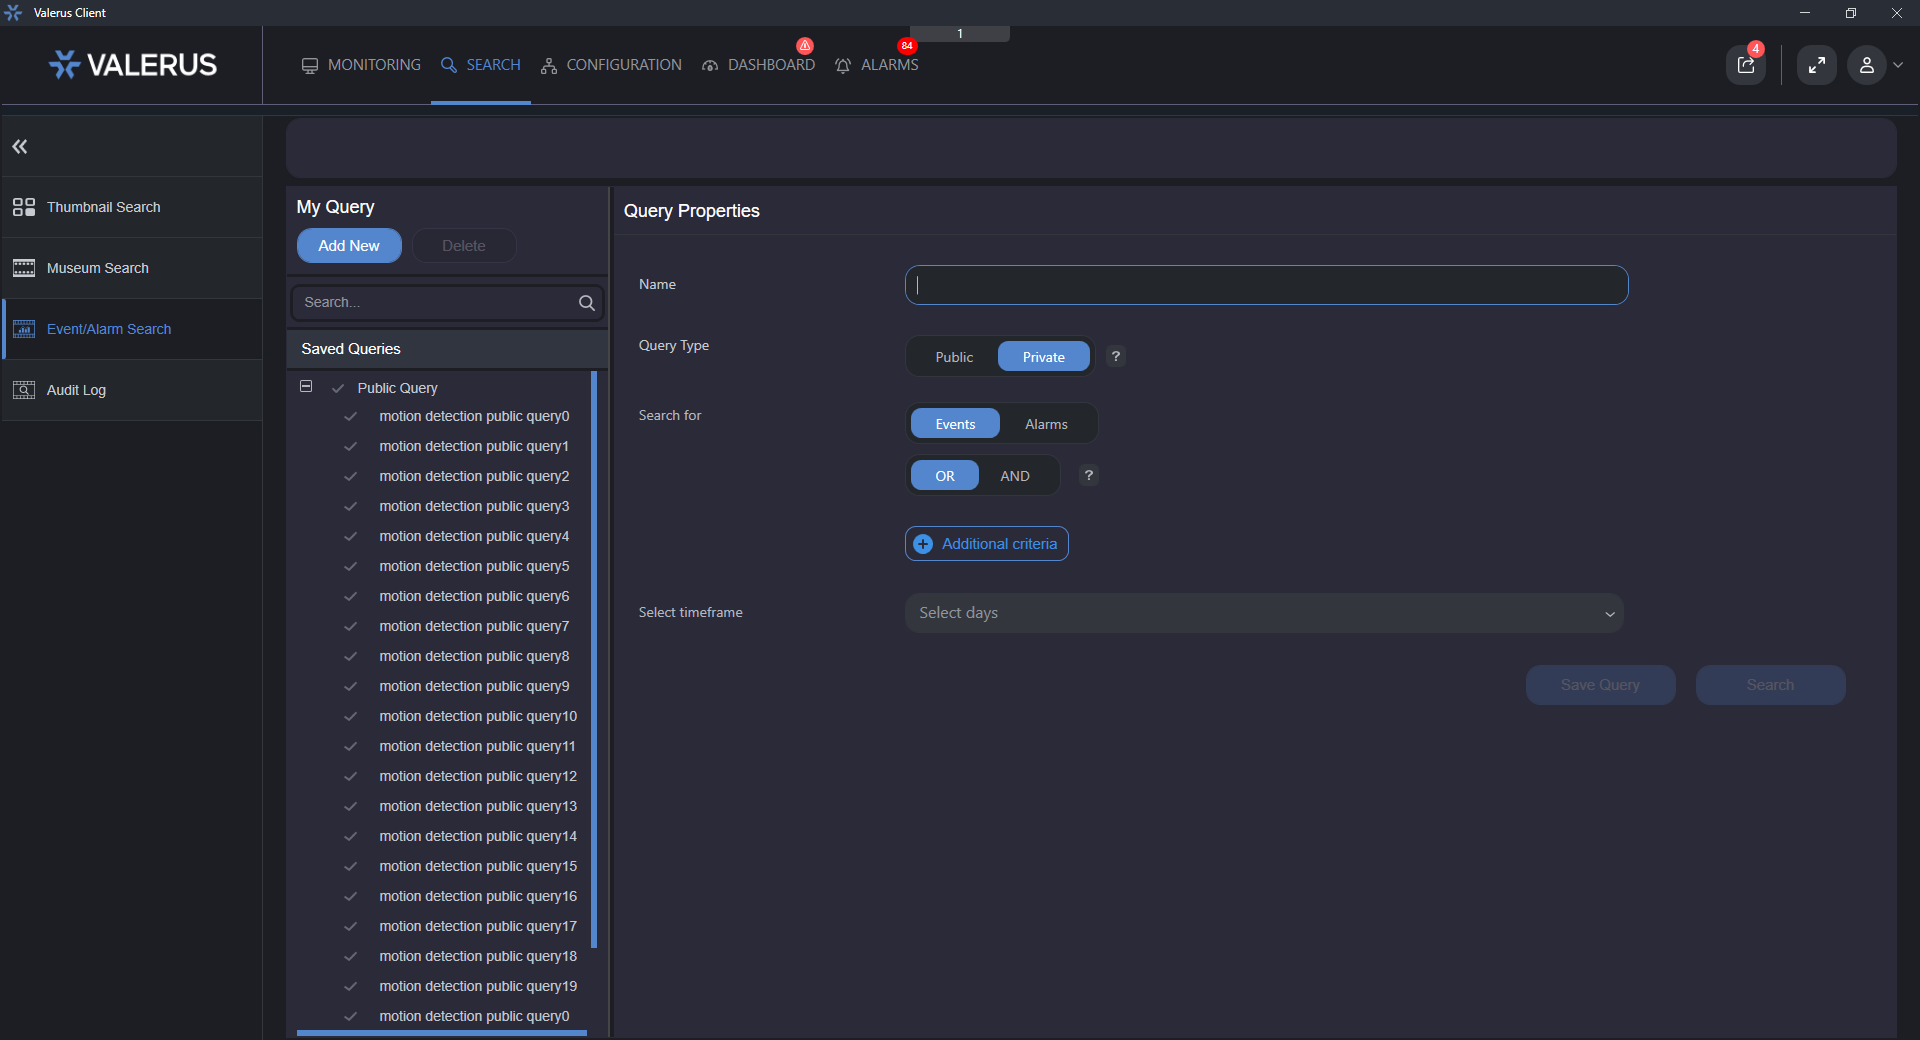 Valerus Client
1
VALERUS
MONITORING
SEARCH
CONFIGURATION
DASHBOARD
84
ALARMS
4
Thumbnail Search
Museum Search
Event/Alarm Search
Audit Log
My Query
Add New
Delete
Search...
Saved Queries
Public Query
motion detection public query0
motion detection public query1
motion detection public query2
motion detection public query3
motion detection public query4
motion detection public query5
motion detection public query6
motion detection public query7
motion detection public query8
motion detection public query9
motion detection public query10
motion detection public query11
motion detection public query12
motion detection public query13
motion detection public query14
motion detection public query15
motion detection public query16
motion detection public query17
motion detection public query18
motion detection public query19
motion detection public query0
Query Properties
Name
Query Type
Public
Private
?
Search for
Events
Alarms
OR
AND
?
Additional criteria
Select timeframe
Select days
Save Query
Search